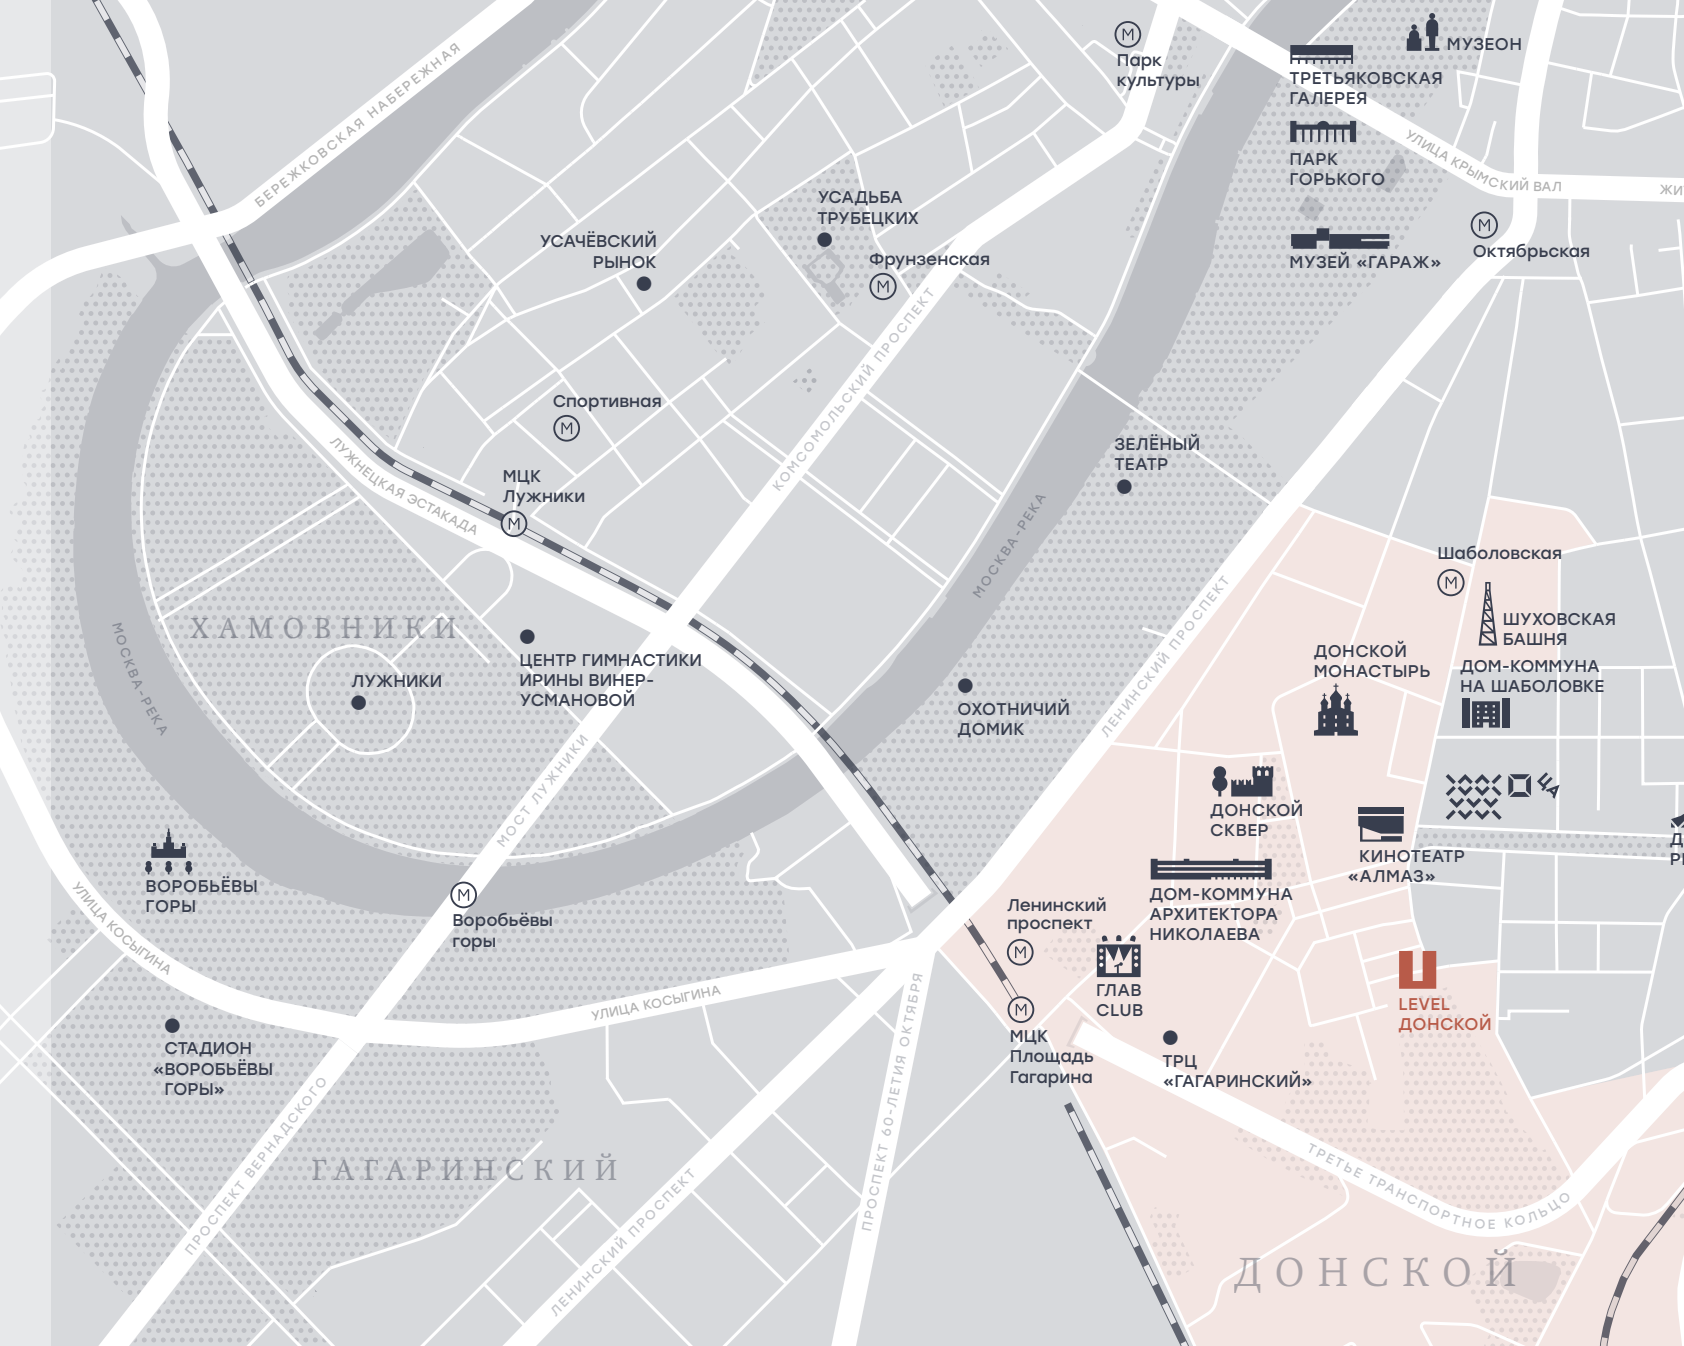 МУЗЕОН
Парк
культуры
ТРЕТЬЯКОВСКАЯ
ГАЛЕРЕЯ
БЕРЕЖКОВСКАЯ НАБЕРЕЖНАЯ
УЛИЦА КРЫМСКИЙ ВАЛ
ПАРК
ГОРЬКОГО
УСАДЬБА
ТРУБЕЦКИХ
УСАЧЁВСКИЙ
РЫНОК
Фрунзенская
Октябрьская
МУЗЕЙ «ГАРАЖ»
КОМСОМОЛЬСКИЙ ПРОСПЕКТ
Спортивная
ЗЕЛЁНЫЙ
ТЕАТР
МЦК
Лужники
ЛУЖНЕЦКАЯ ЭСТАКАДА
МОСКВА-РЕКА
Шаболовская
ШУХОВСКАЯ
БАШНЯ
ХАМОВНИКИ
МОСКВА-РЕКА
ЛЕНИНСКИЙ ПРОСПЕКТ
ДОНСКОЙ
МОНАСТЫРЬ
ДОМ-КОММУНА
НА ШАБОЛОВКЕ
ЦЕНТР ГИМНАСТИКИ
ИРИНЫ ВИНЕР-
УСМАНОВОЙ
ЛУЖНИКИ
ОХОТНИЧИЙ
ДОМИК
МОСТ ЛУЖНИКИ
ДОНСКОЙ
СКВЕР
КИНОТЕАТР
«АЛМАЗ»
ВОРОБЬЁВЫ
ГОРЫ
ДОМ-КОММУНА
АРХИТЕКТОРА
НИКОЛАЕВА
Ленинский
проспект
Воробьёвы
горы
УЛИЦА КОСЫГИНА
УЛИЦА КОСЫГИНА
ГЛАВ
CLUB
LEVEL
ДОНСКОЙ
СТАДИОН
«ВОРОБЬЁВЫ
ГОРЫ»
МЦК
Площадь
Гагарина
ТРЦ
«ГАГАРИНСКИЙ»
ПРОСПЕКТ 60-ЛЕТИЯ ОКТЯБРЯ
ПРОСПЕКТ ВЕРНАДСКОГО
ГАГАРИНСКИЙ
ЛЕНИНСКИЙ ПРОСПЕКТ
ТРЕТЬЕ ТРАНСПОРТНОЕ КОЛЬЦО
ДОНСКОЙ